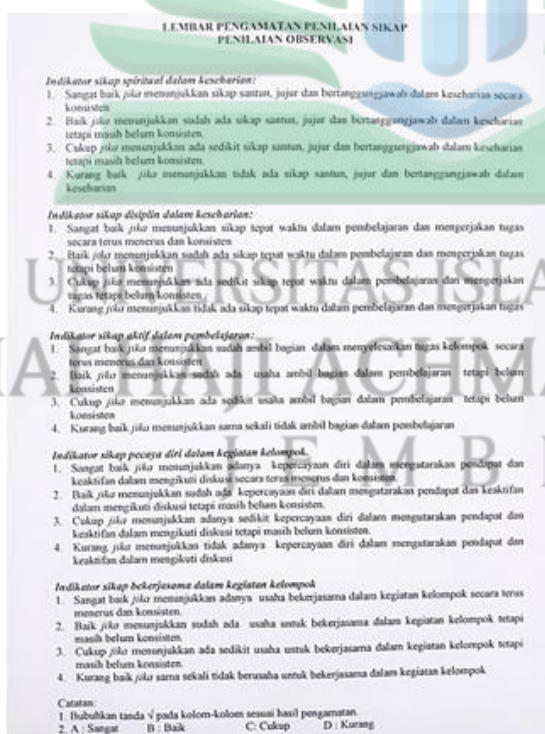 LEMBAR PENGAMATAN PENILAIAN SIKAP
PENILAIAN OBSERVASI
Indikator sikap spiritual dalam keseharian:
1. Sangat baik jika menunjukkan sikap santun, jujur dan bertanggungjawab dalam keseharian secara
konsisten
2. Baik jika menunjukkan sudah ada sikap santun, jujur dan bertanggungjawab dalam keseharian
tetapi masih belum konsisten.
3. Cukup jika menunjukkan ada sedikit sikap santun, jujur dan bertanggungjawab dalam keseharian
tetapi masih belum konsisten.
4. Kurang baik jika menunjukkan tidak ada sikap santun, jujur dan bertanggungjawab dalam
keseharian
Indikator sikap disiplin dalam keseharian:
1. Sangat baik jika menunjukkan sikap tepat waktu dalam pembelajaran dan mengerjakan tugas
secara terus menerus dan konsisten
2. Baik jika menunjukkan sudah ada sikap tepat waktu dalam pembelajaran dan mengerjakan tugas
tetapi belum konsisten
3. Cukup jika menunjukkan ada sedikit sikap tepat waktu dalam pembelajaran dan mengerjakan
tugas tetapi belum konsisten.
4. Kurang jika menunjukkan tidak ada sikap tepat waktu dalam pembelajaran dan mengerjakan tugas
Indikator sikap aktif dalam pembelajaran:
1. Sangat baik jika menunjukkan sudah ambil bagian dalam menyelesaikan tugas kelompok secara
terus menerus dan konsisten
2. Baik jika menunjukkan sudah ada usaha ambil bagian dalam pembelajaran tetapi belum
konsisten
3. Cukup jika menunjukkan ada sedikit usaha ambil bagian dalam pembelajaran tetapi belum
konsisten
4. Kurang baik jika menunjukkan sama sekali tidak ambil bagian dalam pembelajaran
Indikator sikap pecaya diri dalam kegiatan kelompok.
1. Sangat baik jika menunjukkan adanya kepercayaan diri dalam mengutarakan pendapat dan
keaktifan dalam mengikuti diskusi secara terus menerus dan konsisten.
2. Baik jika menunjukkan sudah ada kepercayaan diri dalam mengutarakan pendapat dan keaktifan
dalam mengikuti diskusi tetapi masih belum konsisten.
3. Cukup jika menunjukkan adanya sedikit kepercayaan diri dalam mengutarakan pendapat dan
keaktifan dalam mengikuti diskusi tetapi masih belum konsisten.
4. Kurang jika menunjukkan tidak adanya kepercayaan diri dalam mengutarakan pendapat dan
keaktifan dalam mengikuti diskusi
Indikator sikap bekerjasama dalam kegiatan kelompok
1. Sangat baik jika menunjukkan adanya usaha bekerjasama dalam kegiatan kelompok secara terus
menerus dan konsisten.
2. Baik jika menunjukkan sudah ada usaha untuk bekerjasama dalam kegiatan kelompok tetapi
masih belum konsisten.
3. Cukup jika menunjukkan ada sedikit usaha untuk bekerjasama dalam kegiatan kelompok tetapi
masih belum konsisten.
4. Kurang baik jika sama sekali tidak berusaha untuk bekerjasama dalam kegiatan kelompok
Catatan:
1. Bubuhkan tanda √ pada kolom-kolom sesuai hasil pengamatan.
2. A : Sangat B : Baik C: Cukup D : Kurang
UNIVERSITAS ISLA
HAJI ACHM
JEMB